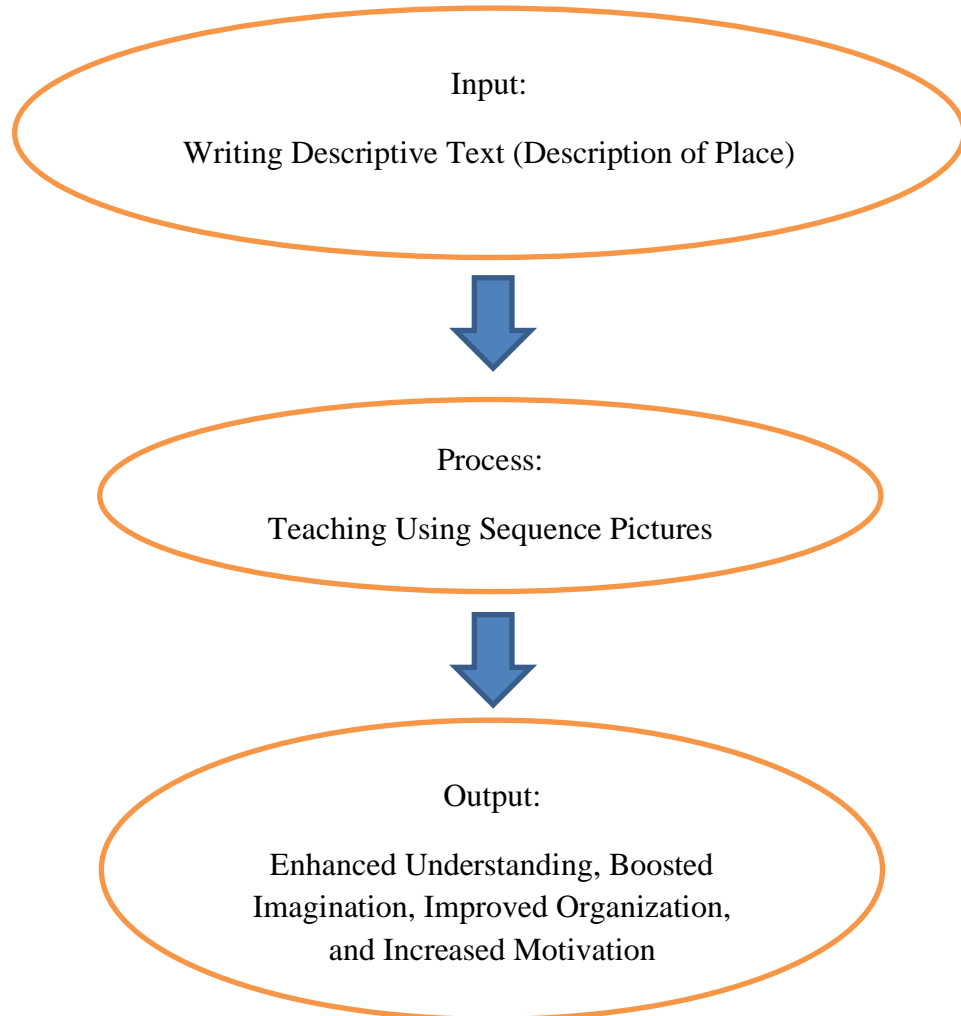 Input:
Writing Descriptive Text (Description of Place)
Process:
Teaching Using Sequence Pictures
Output:
Enhanced Understanding, Boosted
Imagination, Improved Organization,
and Increased Motivation